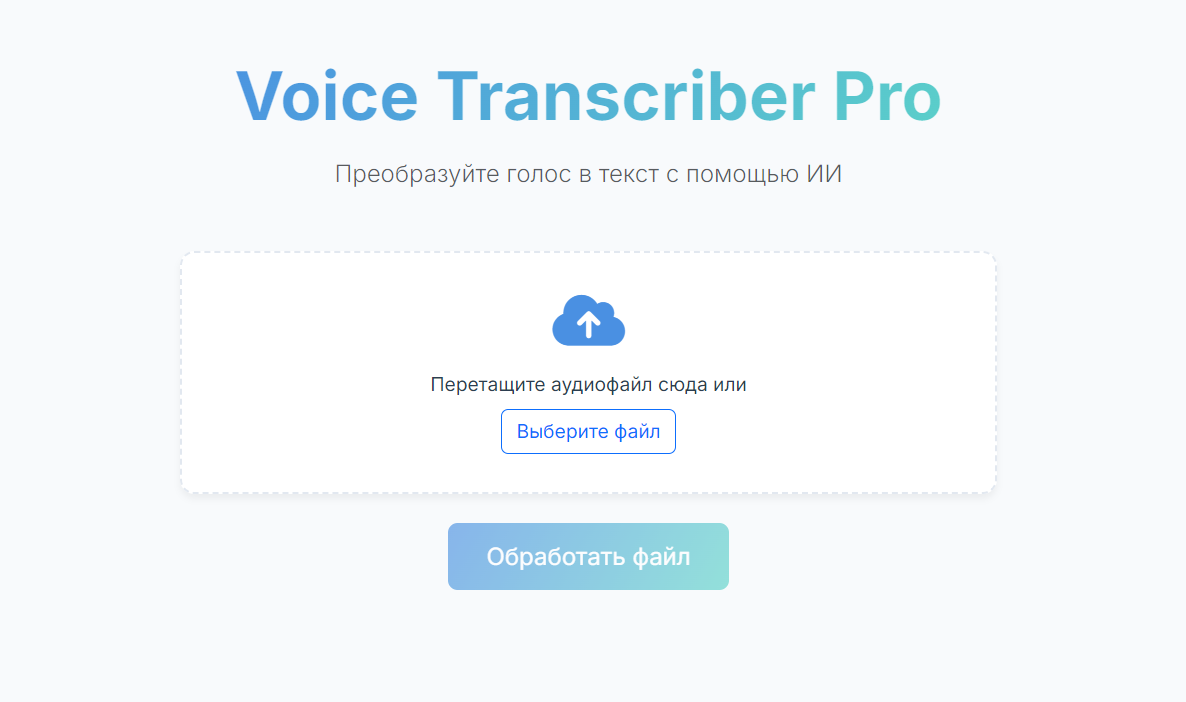 Voice Transcriber Pro
Преобразуйте голос в текст с помощью ИИ
Перетащите аудиофайл сюда или
Выберите файл
Обработать файл